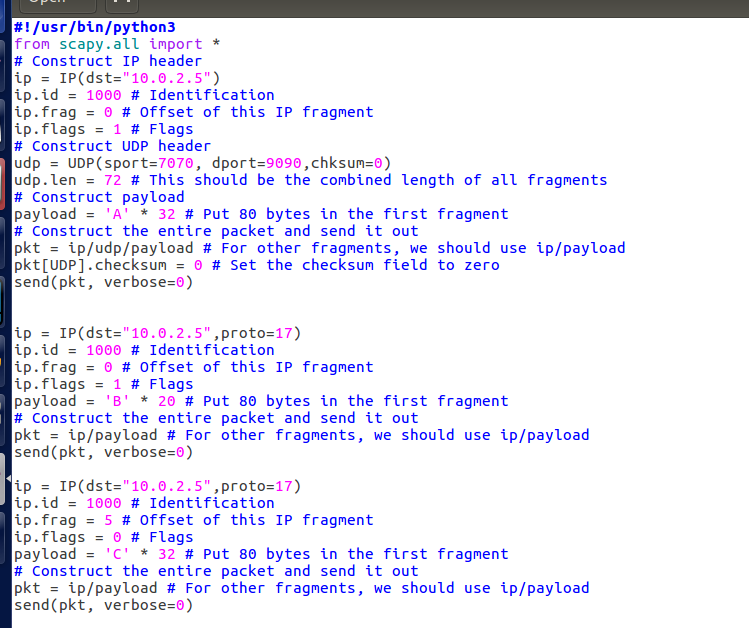 #!/usr/bin/python3
from scapy.all import *
# Construct IP header
ip = IP(dst="10.0.2.5")
ip.id = 1000 # Identification
ip.frag = 0 # Offset of this IP fragment
ip.flags = 1 # Flags
# Construct UDP header
udp = UDP(sport=7070, dport=9090,chksum=0)
udp.len = 72 # This should be the combined length of all fragments
# Construct payload
payload = 'A' * 32 # Put 80 bytes in the first fragment
# Construct the entire packet and send it out
pkt = ip/udp/payload # For other fragments, we should use ip/payload
pkt[UDP].checksum = 0 # Set the checksum field to zero
send(pkt, verbose=0)
ip = IP(dst="10.0.2.5",proto=17)
ip.id = 1000 # Identification
ip.frag = 0 # Offset of this IP fragment
ip.flags = 1 # Flags
payload = 'B' * 20 # Put 80 bytes in the first fragment
# Construct the entire packet and send it out
pkt = ip/payload # For other fragments, we should use ip/payload
send(pkt, verbose=0)
ip = IP(dst="10.0.2.5",proto=17)
ip.id = 1000 # Identification
ip.frag = 5 # Offset of this IP fragment
ip.flags = 0 # Flags
payload = 'C' * 32 # Put 80 bytes in the first fragment
# Construct the entire packet and send it out
pkt = ip/payload # For other fragments, we should use ip/payload
send(pkt, verbose=0)